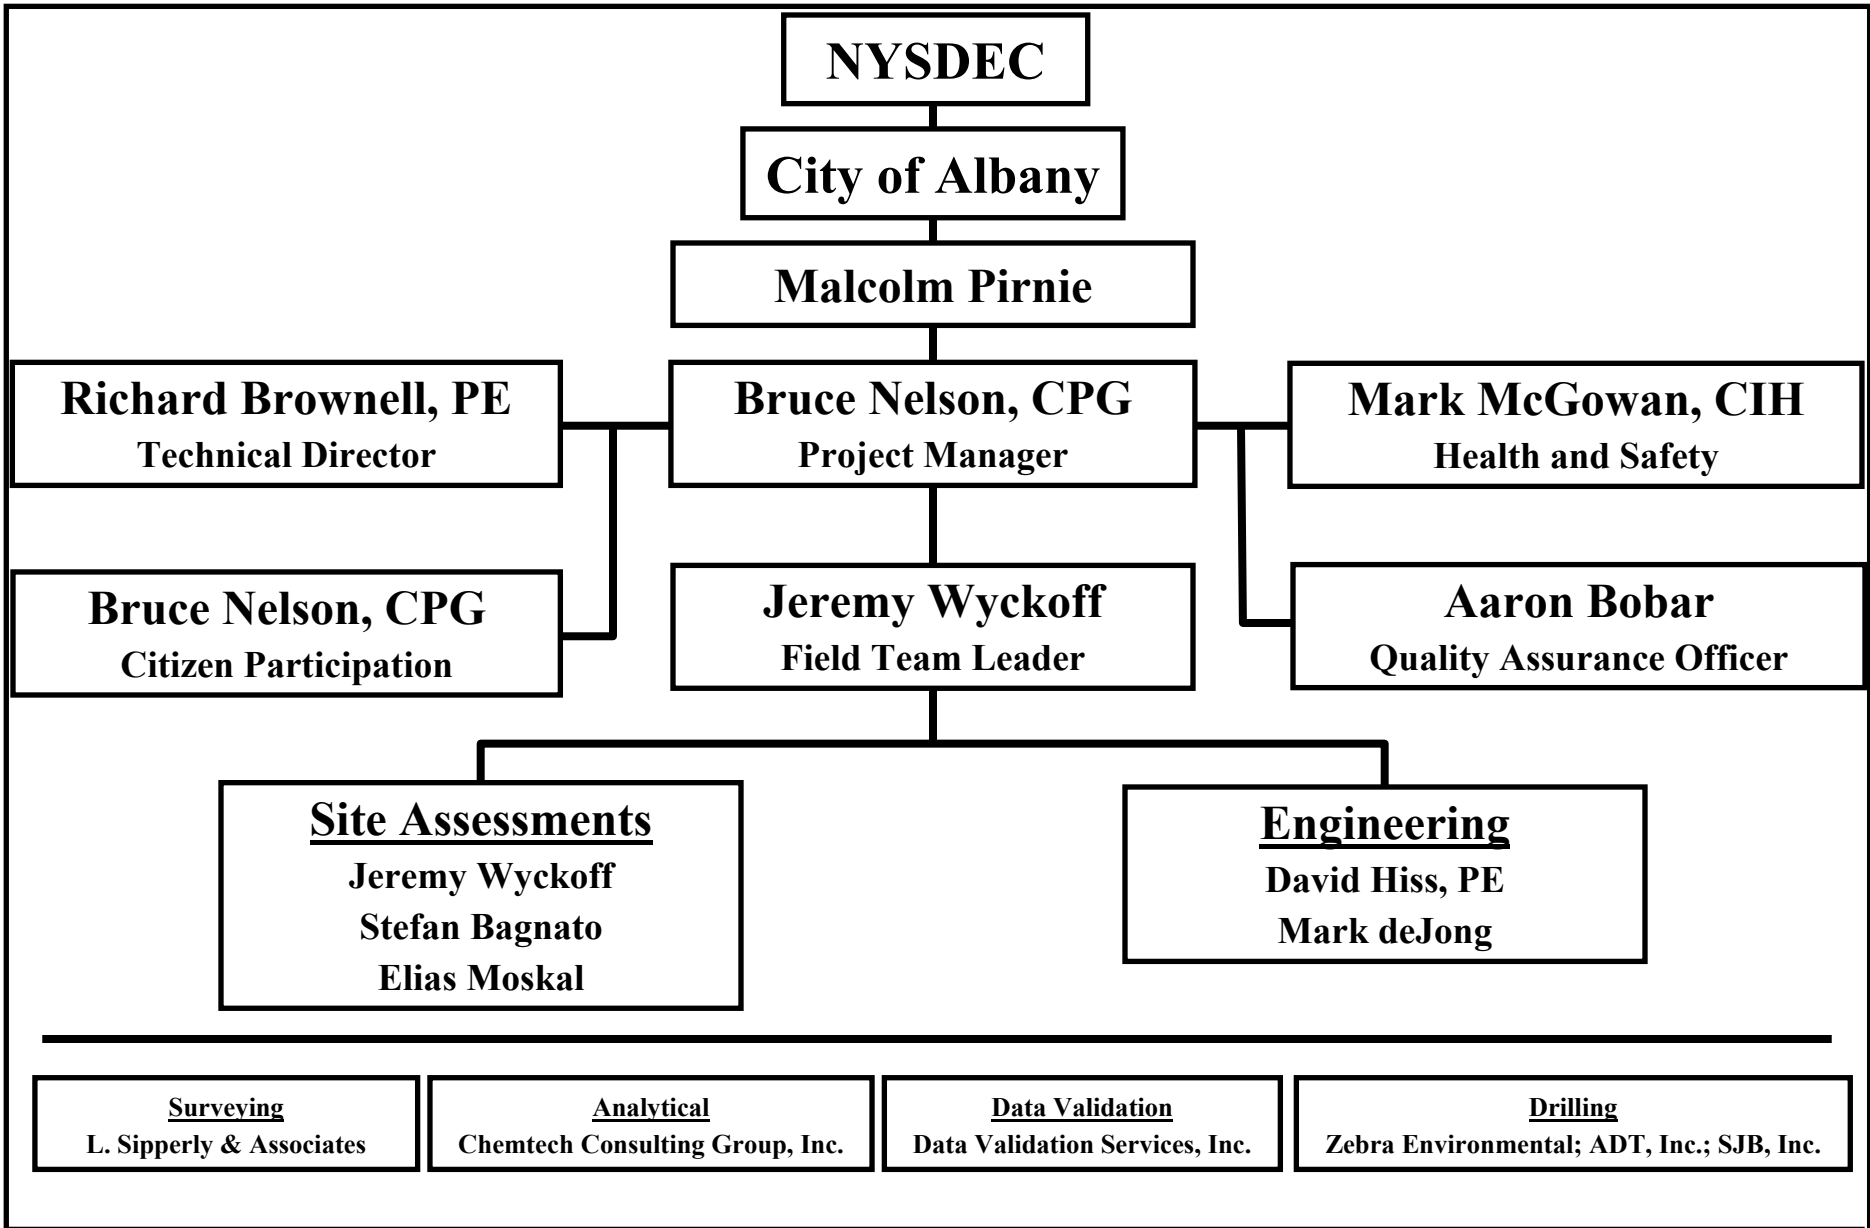 NYSDEC
City of Albany
Malcolm Pirnie
Richard Brownell, PE
Technical Director
Bruce Nelson, CPG
Project Manager
Mark McGowan, CIH
Health and Safety
Bruce Nelson, CPG
Citizen Participation
Jeremy Wyckoff
Field Team Leader
Aaron Bobar
Quality Assurance Officer
Site Assessments
Jeremy Wyckoff
Stefan Bagnato
Elias Moskal
Engineering
David Hiss, PE
Mark deJong
Surveying
L. Sipperly & Associates
Analytical
Chemtech Consulting Group, Inc.
Data Validation
Data Validation Services, Inc.
Drilling
Zebra Environmental; ADT, Inc.; SJB, Inc.